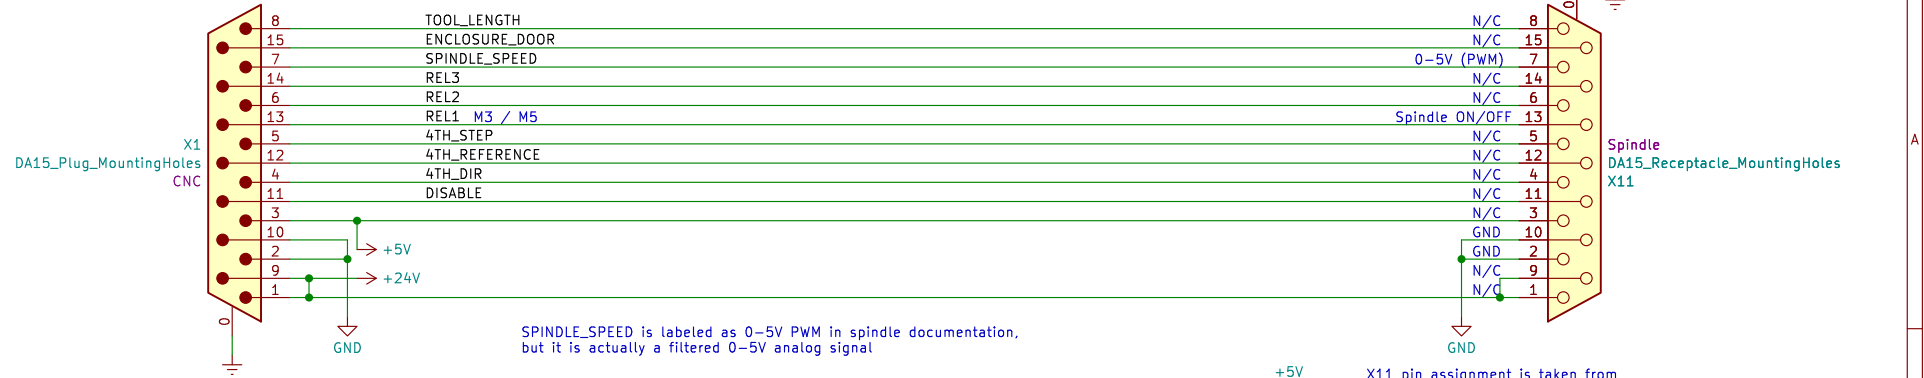 0
8 TOOL_LENGTH N/C 8
15 ENCLOSURE_DOOR N/C 15
7 SPINDLE_SPEED 0-5V (PWM) 7
14 REL3 N/C 14
6 REL2 N/C 6
13 REL1 M3 / M5 Spindle ON/OFF 13
5 4TH_STEP N/C 5
12 4TH_REFERENCE N/C 12
4 4TH_DIR N/C 4
11 DISABLE N/C 11
3 N/C 3
10 GND 10
2 GND 2
9 N/C 9
1 N/C 1
X1
DA15_Plug_MountingHoles
CNC
Spindle
DA15_Receptacle_MountingHoles
X11
A
+5V
+24V
0
GND
GND
SPINDLE_SPEED is labeled as 0-5V PWM in spindle documentation,
but it is actually a filtered 0-5V analog signal
+5V
X11 pin assignment is taken from